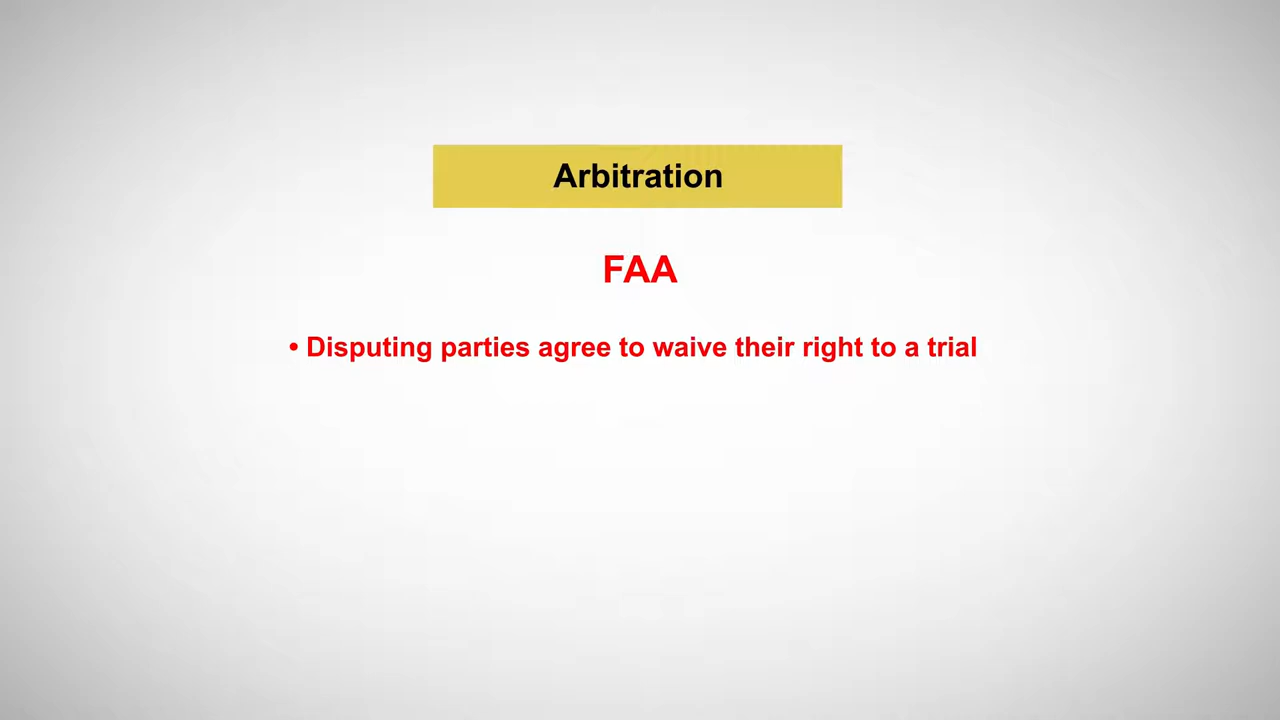 Arbitration
FAA
• Disputing parties agree to waive their right to a trial